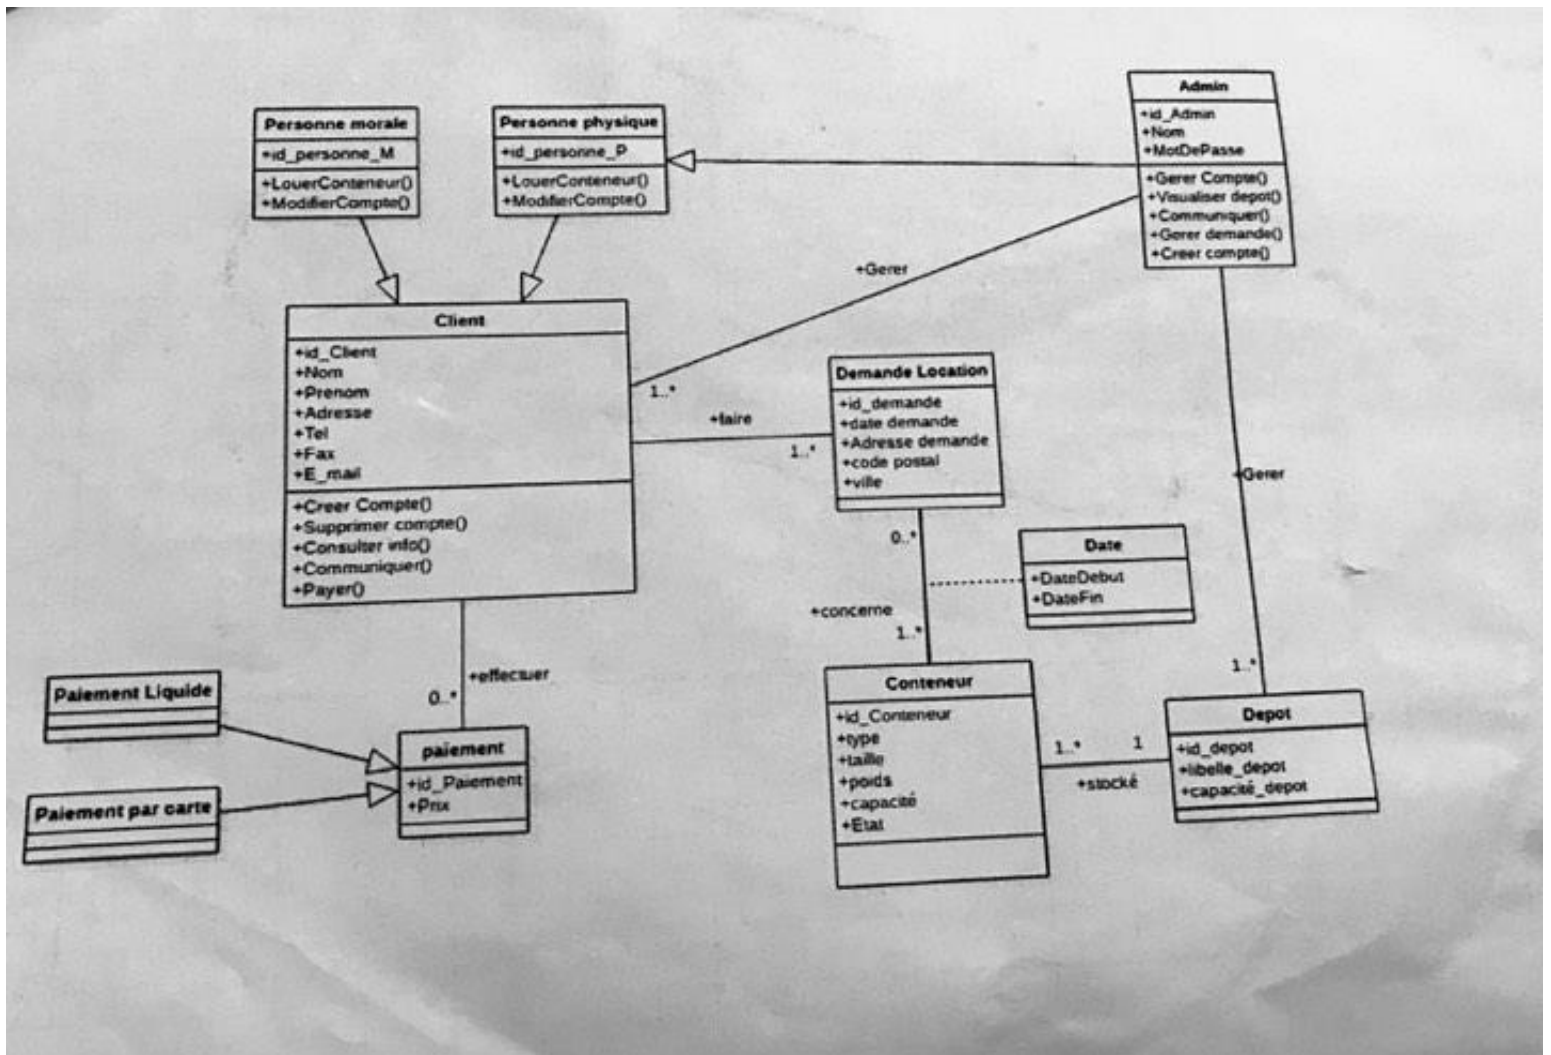 Personne morale
+id_personne_M
+LouerConteneur()
+ModifierCompte()
Personne physique
+id_personne_P
+LouerConteneur()
+ModifierCompte()
Admin
+id_Admin
+Nom
+MotDePasse
+Gerer Compte()
+Visualiser depot()
+Communiquer()
+Gerer demande()
+Creer compte()
+Gerer
Client
+id_Client
+Nom
+Prenom
+Adresse
+Tel
+Fax
+E_mail
+Creer Compte()
+Supprimer compte()
+Consulter info()
+Communiquer()
+Payer()
1..*
+faire
1..*
Demande Location
+id_demande
+date demande
+Adresse demande
+code postal
+ville
+Gerer
0..*
Date
+DateDebut
+DateFin
+concerne
1..*
1..*
+effectuer
0..*
Paiement Liquide
Paiement par carte
paiement
+id_Paiement
+Prix
Conteneur
+id_Conteneur
+type
+taille
+poids
+capacité
+Etat
1..* 1
+stocké
Depot
+id_depot
+libelle_depot
+capacité_depot